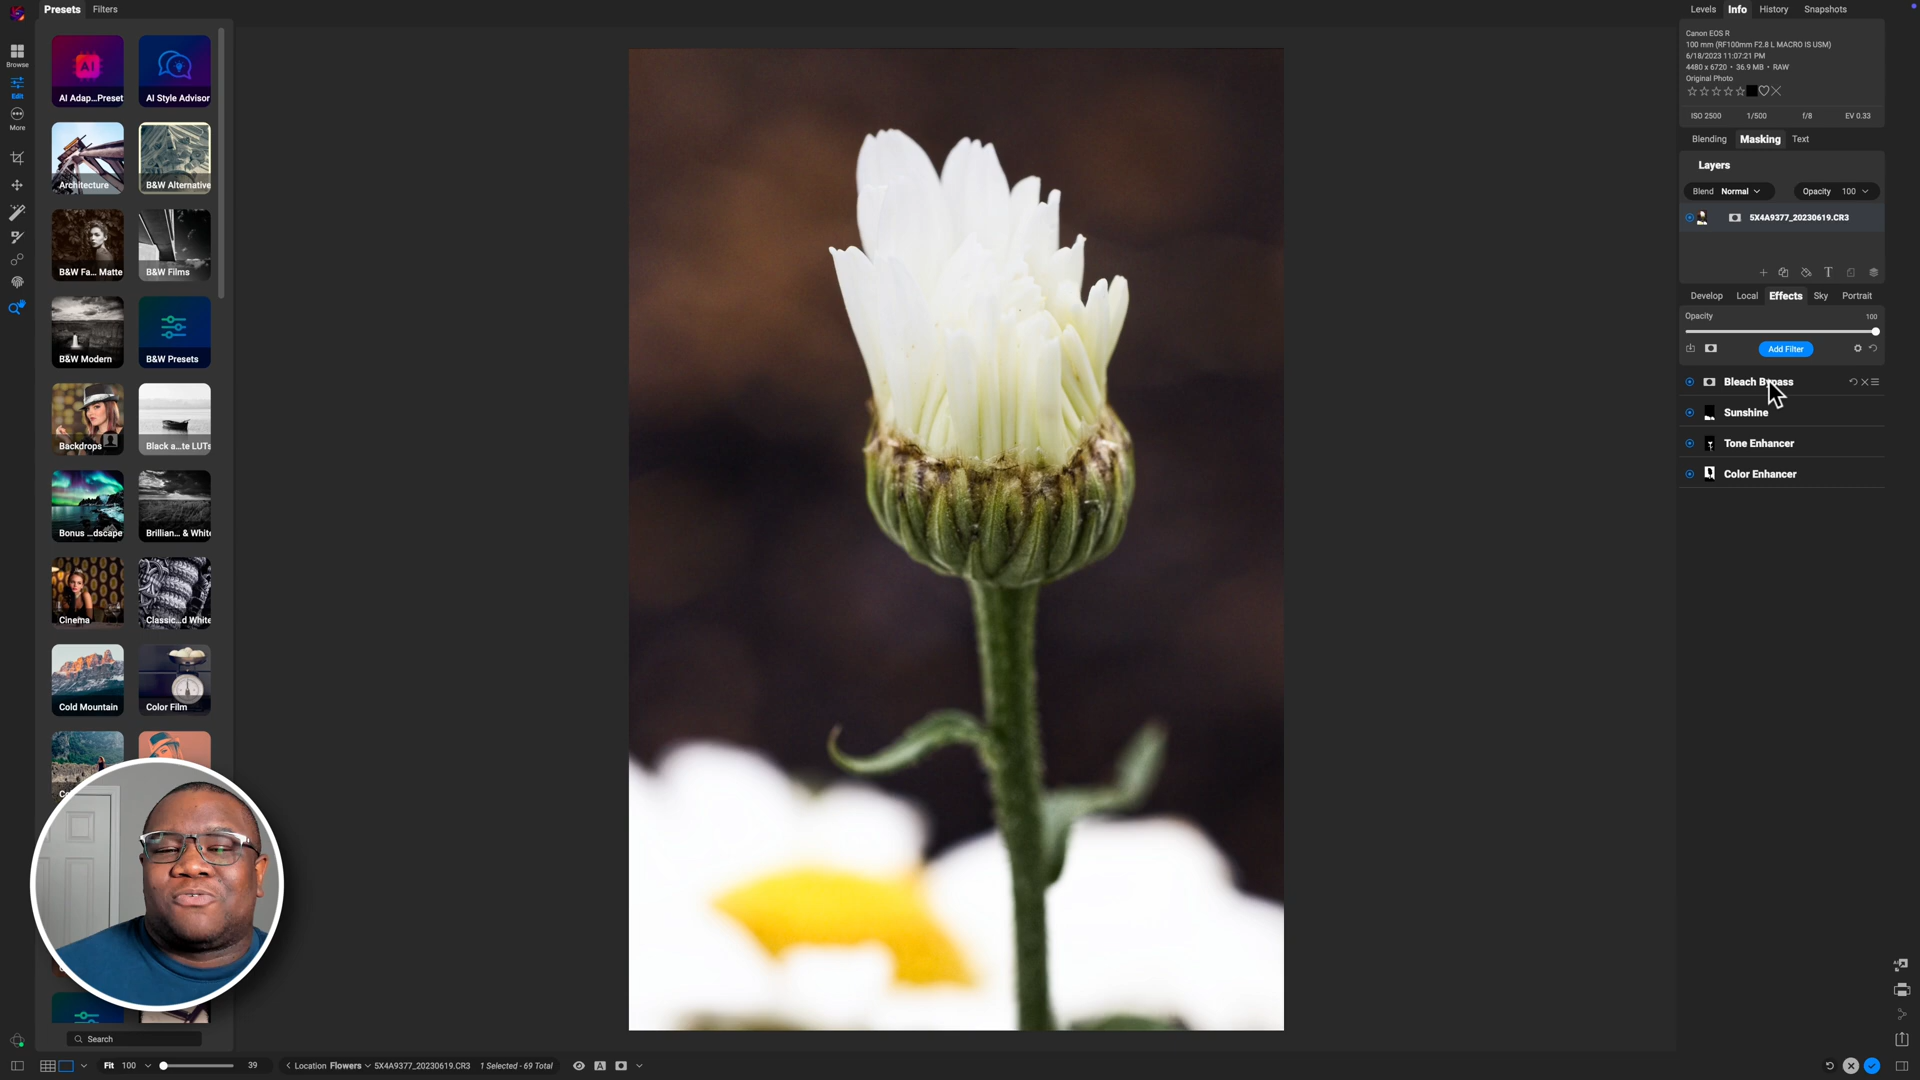 Presets Filters
Levels Info History Snapshots
Canon EOS R
100 mm (RF100mm F2.8 L MACRO IS USM)
6/18/2023 11:07:21 PM
4480 x 6720 • 36.9 MB • RAW
Original Photo
ISO 2500 1/500 f/8 EV 0.33
Blending Masking Text
Layers
Blend Normal Opacity 100
5X4A9377_20230619.CR3
Develop Local Effects Sky Portrait
Opacity 100
Add Filter
Bleach Bypass
Sunshine
Tone Enhancer
Color Enhancer
Browse
Edit
More
AI
AI Adap...Preset AI Style Advisor
Architecture B&W Alternative
B&W Fa... Matte B&W Films
B&W Modern B&W Presets
Backdrops Black a...te LUTs
Bonus ...dscape Brillian... & White
Cinema Classic...d White
Cold Mountain Color Film
Search
Fit 100 39 Location Flowers 5X4A9377_20230619.CR3 1 Selected - 69 Total A